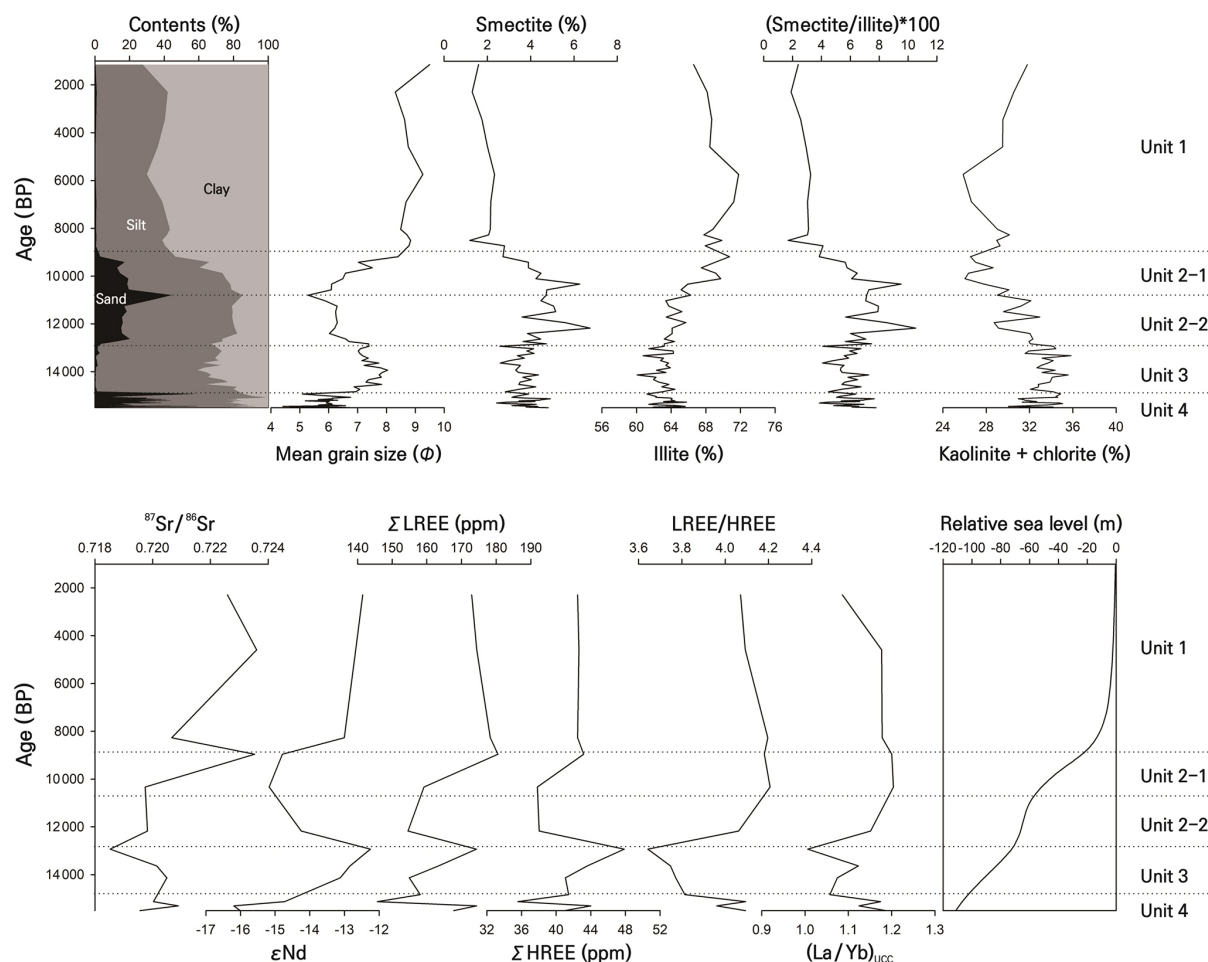 Contents (%)
Smectite (%)
(Smectite/illite)*100
0 20 40 60 80 100
0 2 4 6 8
0 2 4 6 8 10 12
2000
4000
6000
8000
10000
12000
14000
Age (BP)
Sand
Silt
Clay
Unit 1
Unit 2-1
Unit 2-2
Unit 3
Unit 4
4 5 6 7 8 9 10
56 60 64 68 72 76
24 28 32 36 40
Mean grain size (Φ)
Illite (%)
Kaolinite + chlorite (%)
87Sr/86Sr
ΣLREE (ppm)
LREE/HREE
Relative sea level (m)
0.718 0.720 0.722 0.724
140 150 160 170 180 190
3.6 3.8 4.0 4.2 4.4
-120 -100 -80 -60 -40 -20 0
2000
4000
6000
8000
10000
12000
14000
Age (BP)
Unit 1
Unit 2-1
Unit 2-2
Unit 3
Unit 4
-17 -16 -15 -14 -13 -12
32 36 40 44 48 52
0.9 1.0 1.1 1.2 1.3
εNd
ΣHREE (ppm)
(La/Yb)UCC